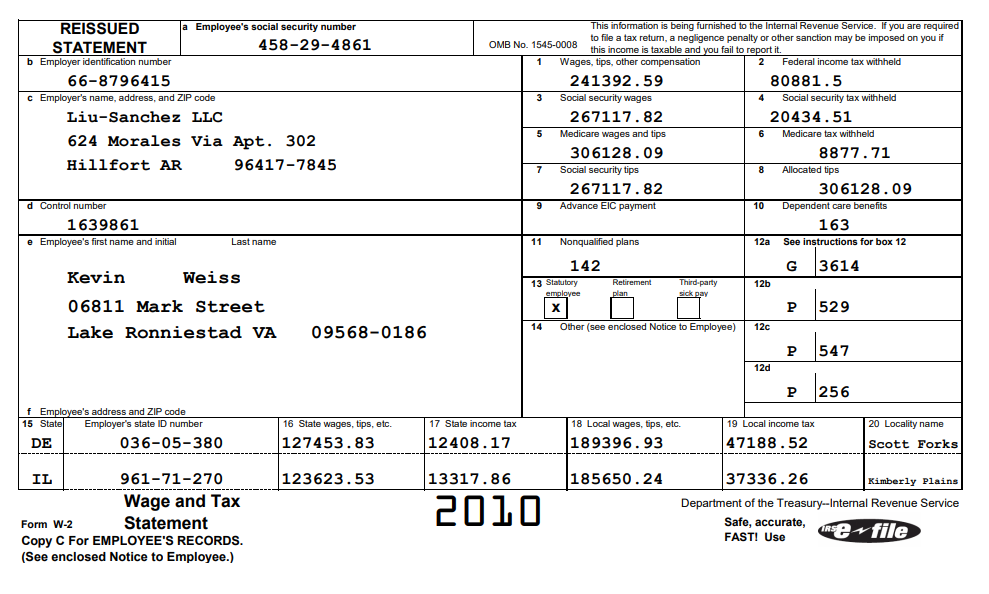 REISSUED STATEMENT
a Employee's social security number
458-29-4861
OMB No. 1545-0008
This information is being furnished to the Internal Revenue Service. If you are required
to file a tax return, a negligence penalty or other sanction may be imposed on you if
this income is taxable and you fail to report it.
b Employer identification number
66-8796415
1 Wages, tips, other compensation
241392.59
2 Federal income tax withheld
80881.5
c Employer's name, address, and ZIP code
Liu-Sanchez LLC
624 Morales Via Apt. 302
Hillfort AR 96417-7845
3 Social security wages
267117.82
4 Social security tax withheld
20434.51
5 Medicare wages and tips
306128.09
6 Medicare tax withheld
8877.71
7 Social security tips
267117.82
8 Allocated tips
306128.09
d Control number
1639861
9 Advance EIC payment
10 Dependent care benefits
163
e Employee's first name and initial Last name
Kevin Weiss
06811 Mark Street
Lake Ronniestad VA 09568-0186
f Employee's address and ZIP code
11 Nonqualified plans
142
12a See instructions for box 12
G 3614
13 Statutory employee Retirement plan Third-party sick pay
X
12b
P 529
14 Other (see enclosed Notice to Employee)
12c
P 547
12d
P 256
15 State Employer's state ID number 16 State wages, tips, etc. 17 State income tax 18 Local wages, tips, etc. 19 Local income tax 20 Locality name
DE 036-05-380 127453.83 12408.17 189396.93 47188.52 Scott Forks
IL 961-71-270 123623.53 13317.86 185650.24 37336.26 Kimberly Plains
Form W-2
Wage and Tax
Statement
2010
Department of the Treasury--Internal Revenue Service
Copy C For EMPLOYEE'S RECORDS.
(See enclosed Notice to Employee.)
Safe, accurate,
FAST! Use
IRS e file